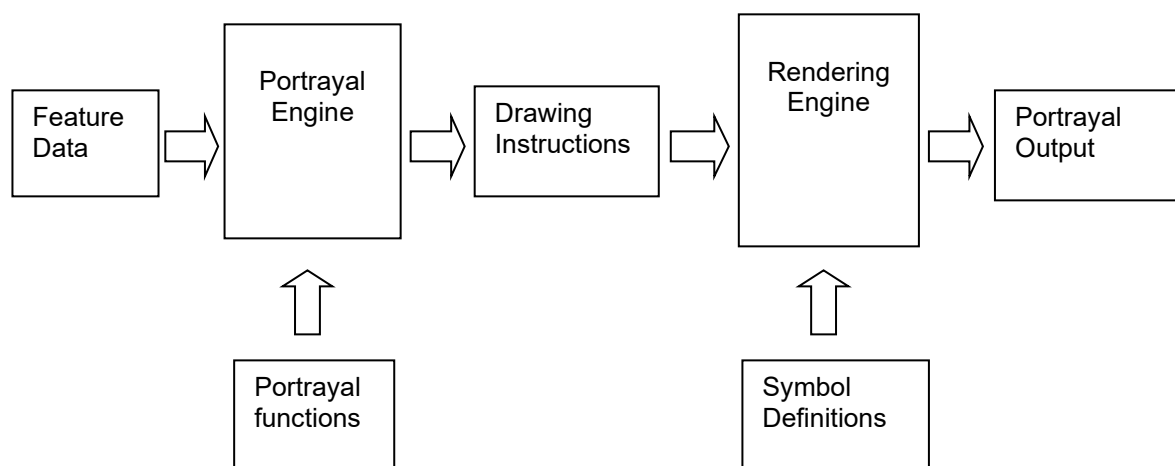 Feature
Data
Portrayal
Engine
Drawing
Instructions
Rendering
Engine
Portrayal
Output
Portrayal
functions
Symbol
Definitions